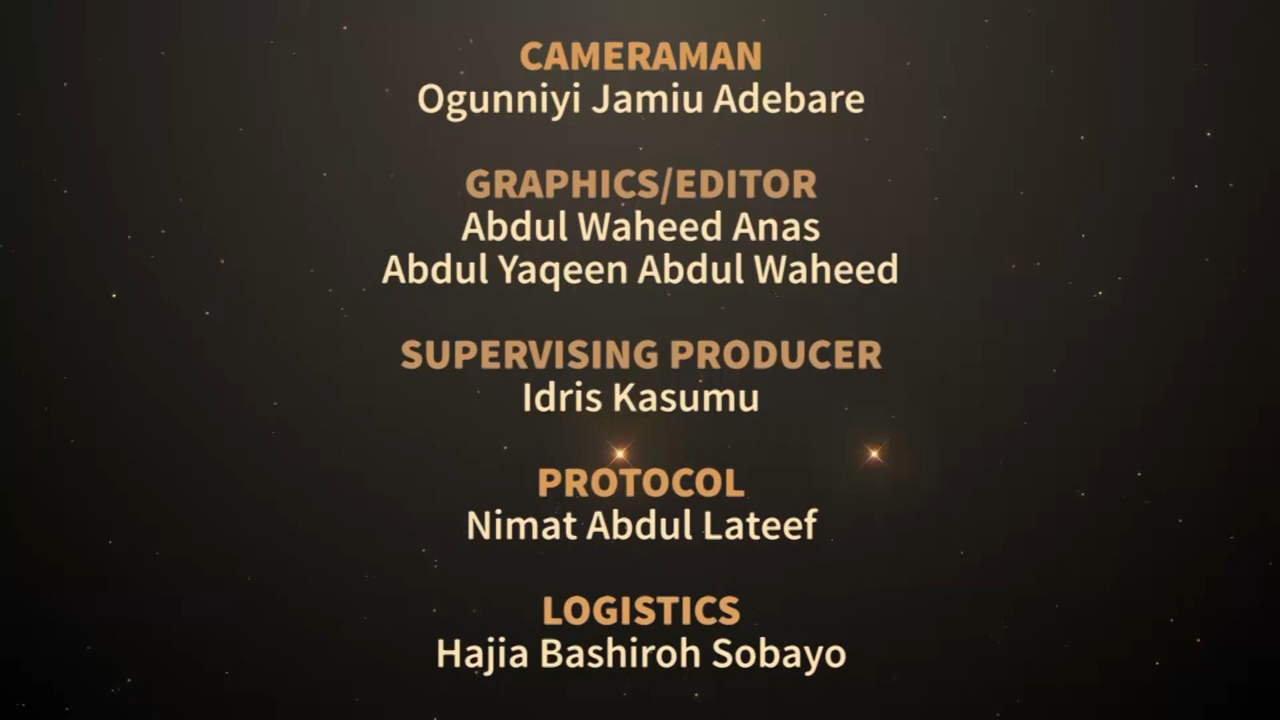 CAMERAMAN
Ogunniyi Jamiu Adebare
GRAPHICS/EDITOR
Abdul Waheed Anas
Abdul Yaqeen Abdul Waheed
SUPERVISING PRODUCER
Idris Kasumu
PROTOCOL
Nimat Abdul Lateef
LOGISTICS
Hajia Bashiroh Sobayo